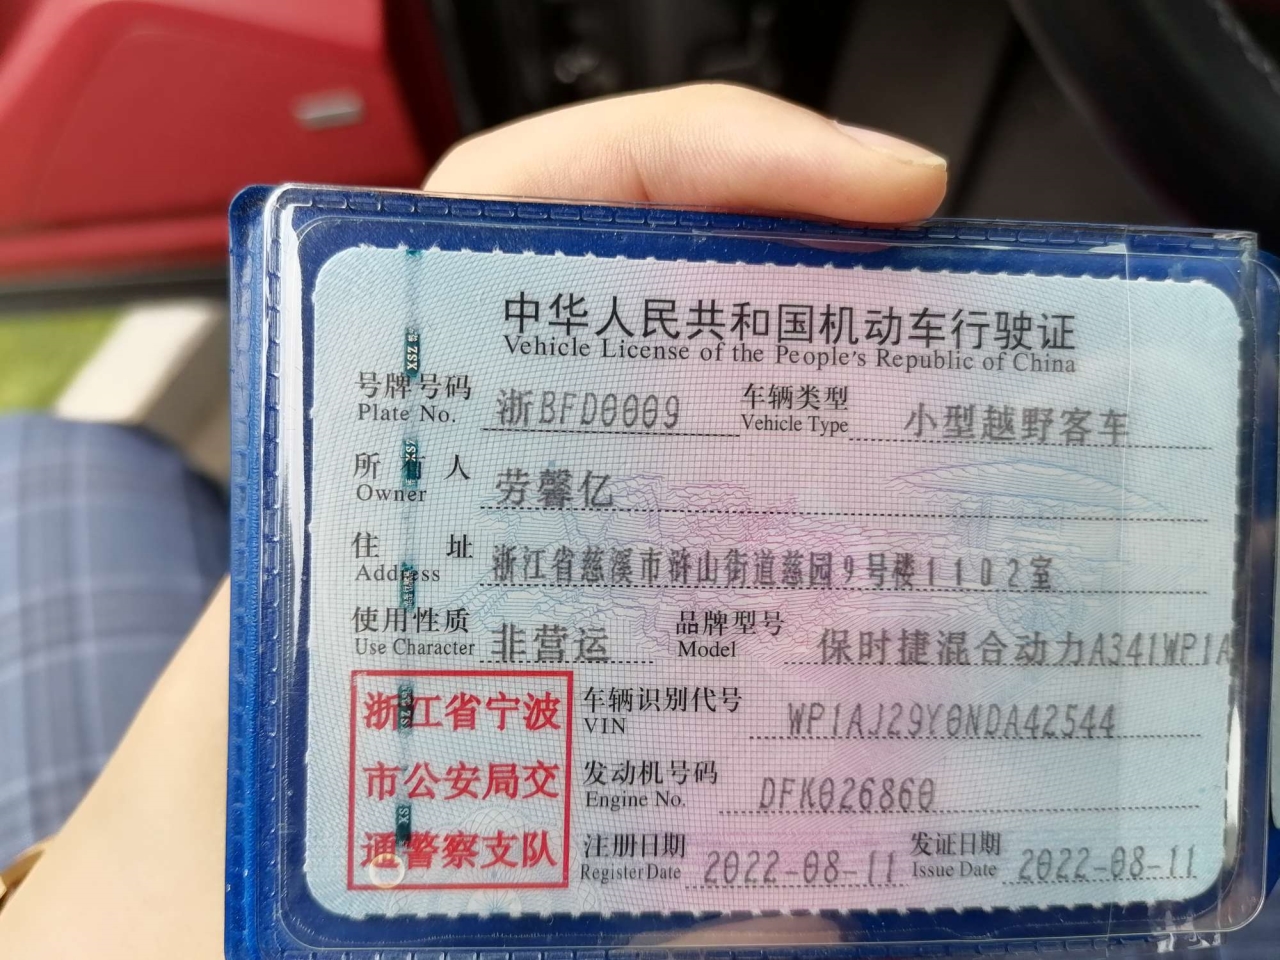 中华人民共和国机动车行驶证
Vehicle License of the People's Republic of China
号牌号码 浙BFD0009 车辆类型 小型越野客车
Plate No. Vehicle Type
所有人 劳馨亿
Owner
住址 浙江省慈溪市浒山街道慈园9号楼1102室
Address
使用性质 非营运 品牌型号 保时捷混合动力A341WP1A
Use Character Model
浙江省宁波
市公安局交
通警察支队
车辆识别代号 WP1AJ29Y0NDA42544
VIN
发动机号码 DFK026860
Engine No.
注册日期 2022-08-11 发证日期 2022-08-11
Register Date Issue Date